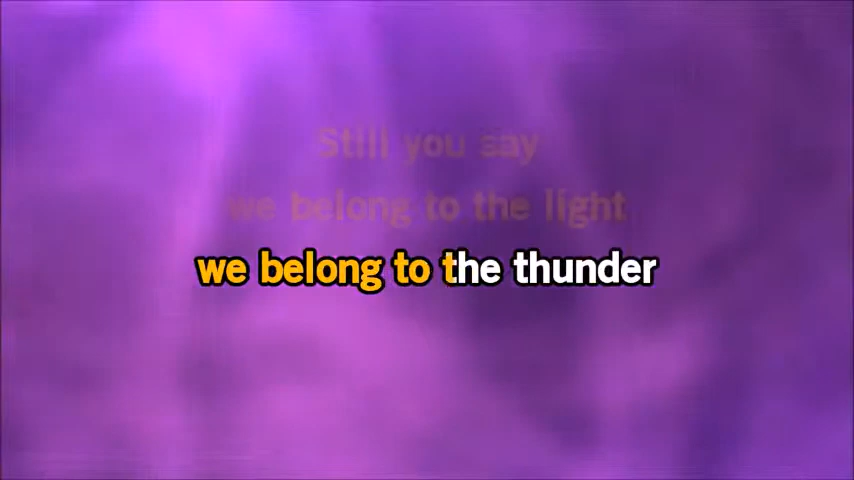 Still you say
we belong to the light
we belong to the thunder